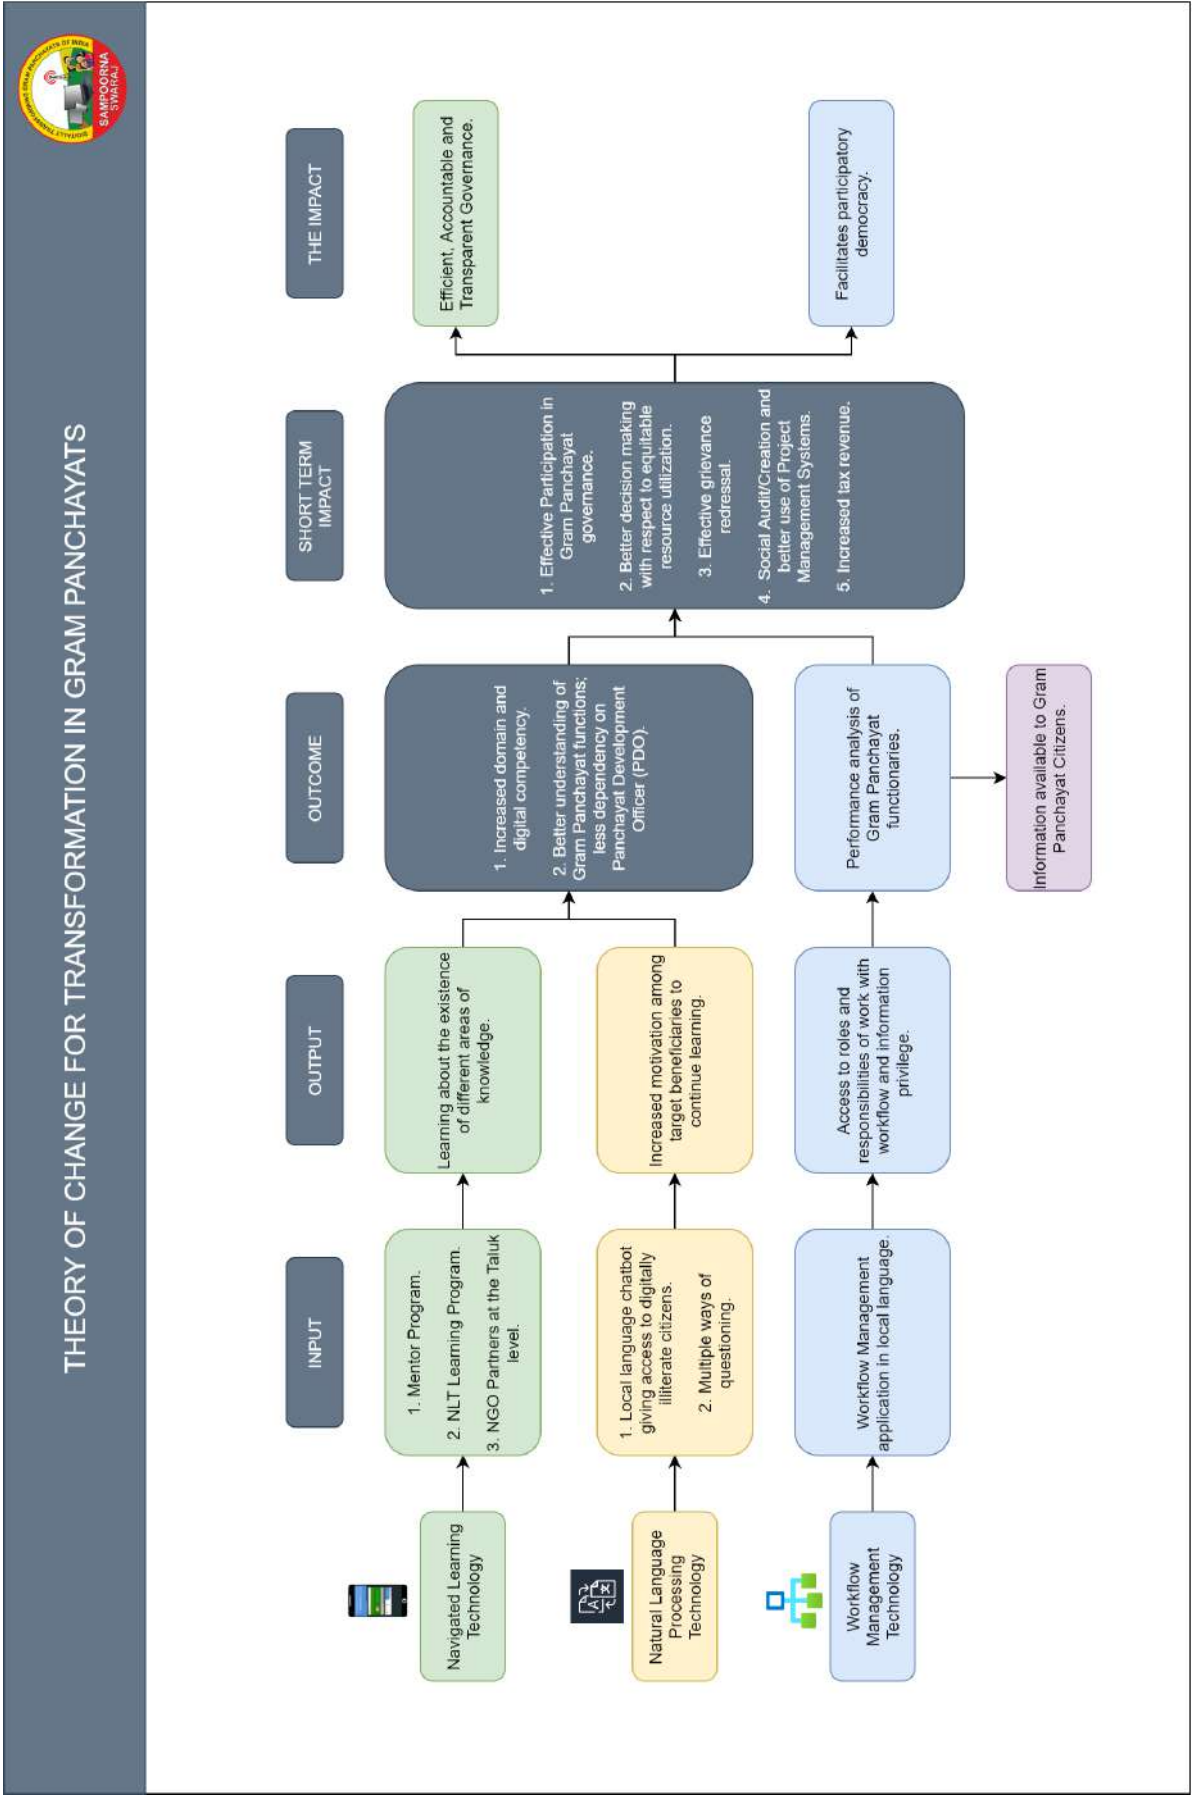 THEORY OF CHANGE FOR TRANSFORMATION IN GRAM PANCHAYATS
DIGITALLY TRANSFORMING GRAM PANCHAYATS OF INDIA
SAMPOORNA
SWARAJ
INPUT
OUTPUT
OUTCOME
SHORT TERM
IMPACT
THE IMPACT
Navigated Learning
Technology
1. Mentor Program.
2. NLT Learning Program.
3. NGO Partners at the Taluk
level.
Learning about the existence
of different areas of
knowledge.
Natural Language
Processing
Technology
1. Local language chatbot
giving access to digitally
illiterate citizens.
2. Multiple ways of
questioning.
Increased motivation among
target beneficiaries to
continue learning.
1. Increased domain and
digital competency.
2. Better understanding of
Gram Panchayat functions;
less dependency on
Panchayat Development
Officer (PDO).
Workflow
Management
Technology
Workflow Management
application in local language.
Access to roles and
responsibilities of work with
workflow and information
privilege.
Performance analysis of
Gram Panchayat
functionaries.
Information available to Gram
Panchayat Citizens.
1. Effective Participation in
Gram Panchayat
governance.
2. Better decision making
with respect to equitable
resource utilization.
3. Effective grievance
redressal.
4. Social Audit/Creation and
better use of Project
Management Systems.
5. Increased tax revenue.
Efficient, Accountable and
Transparent Governance.
Facilitates participatory
democracy.